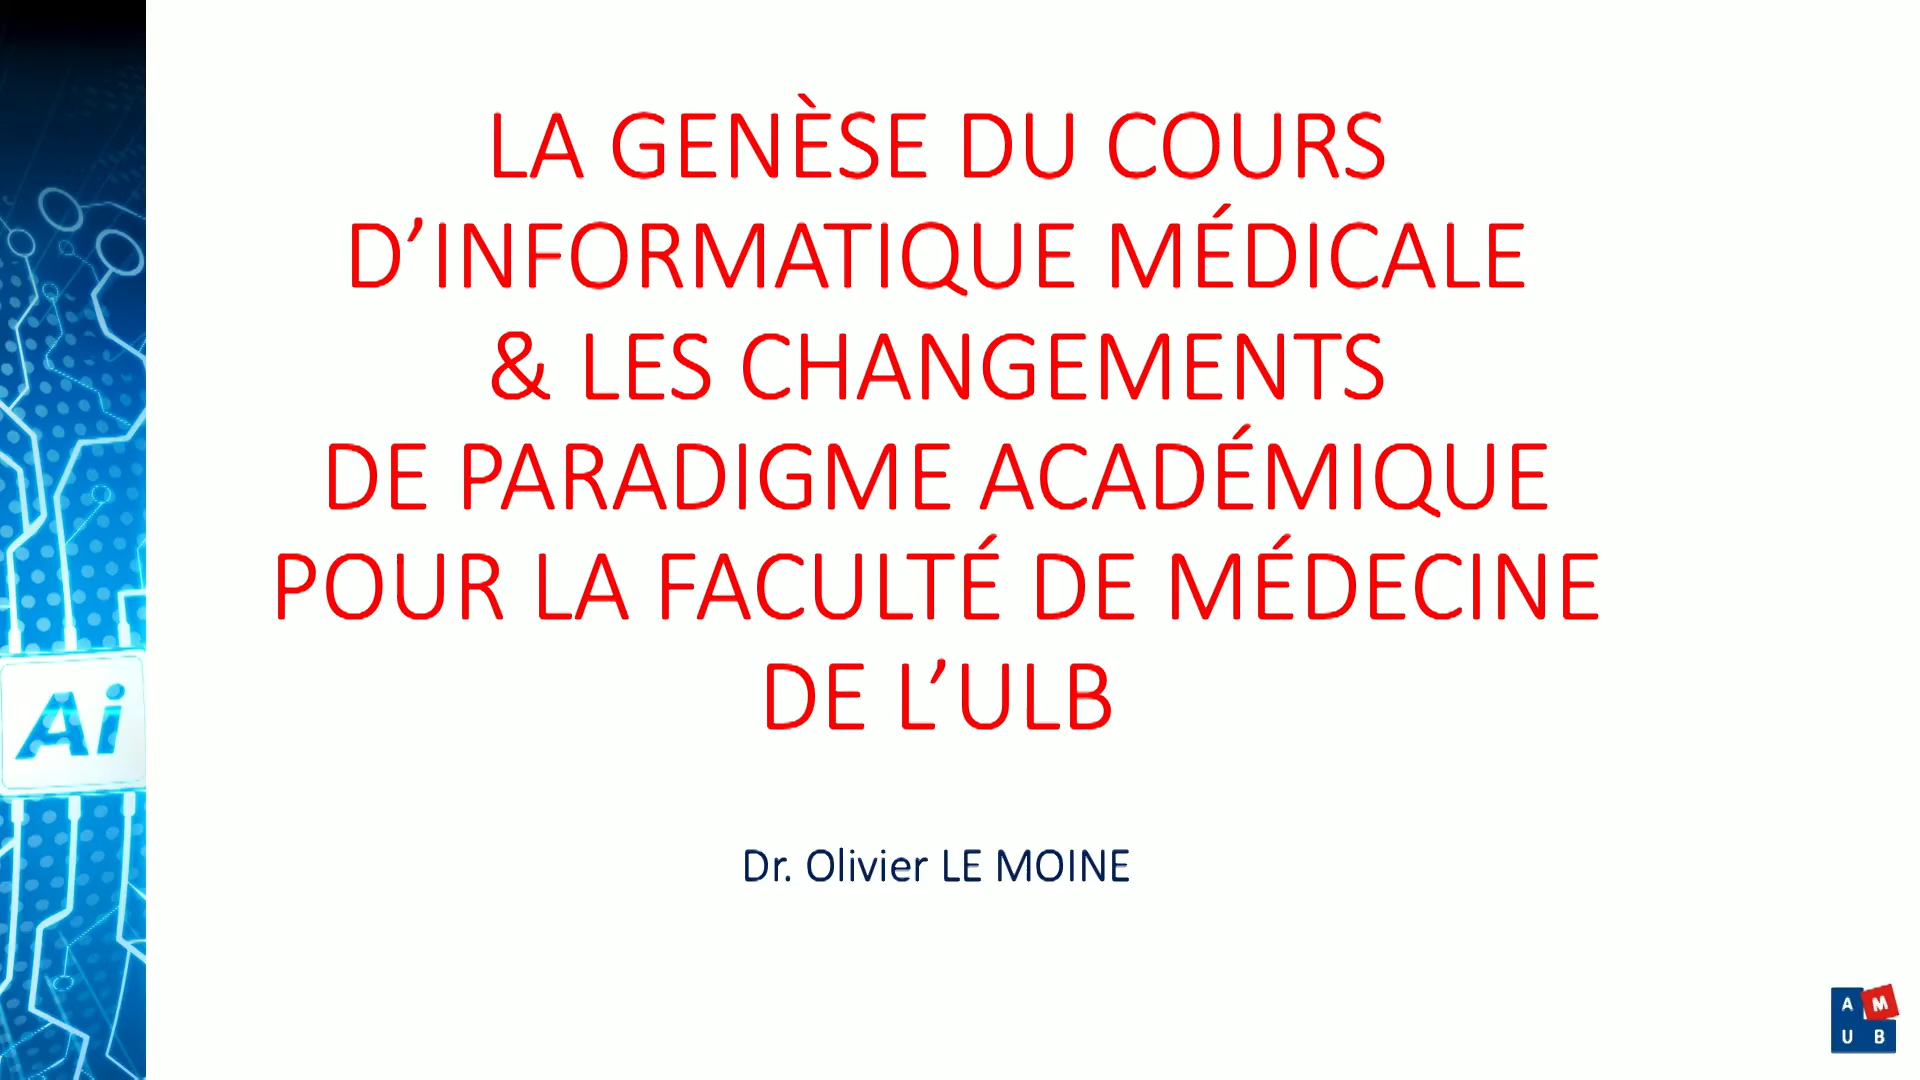 LA GENÈSE DU COURS
D’INFORMATIQUE MÉDICALE
& LES CHANGEMENTS
DE PARADIGME ACADÉMIQUE
POUR LA FACULTÉ DE MÉDECINE
DE L’ULB
Ai
Dr. Olivier LE MOINE
A M
U B